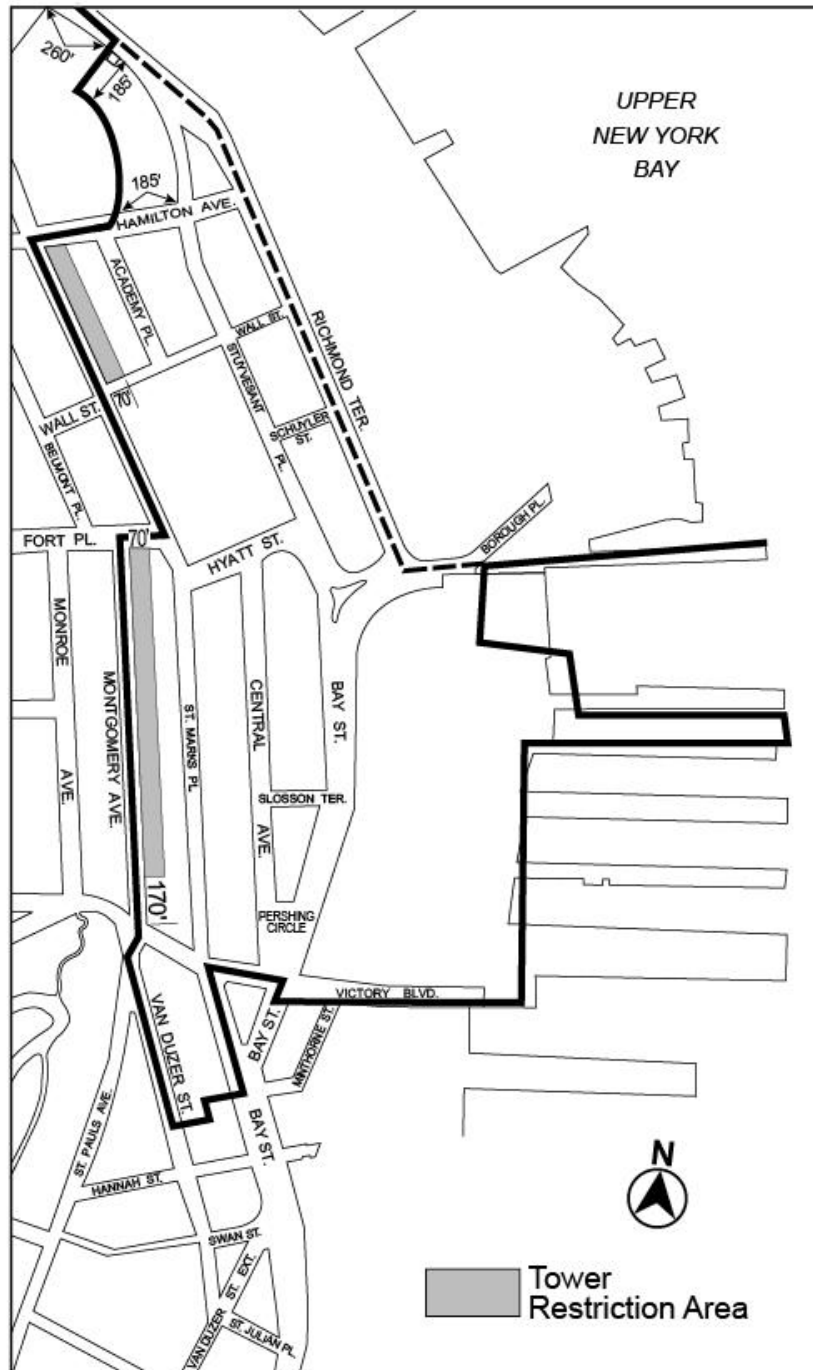 260'
185'
UPPER
NEW YORK
BAY
185'
HAMILTON AVE.
ACADEMY PL.
RICHMOND TER.
WALL ST.
STUYVESANT
PL.
SCHUYLER
ST.
70'
WALL ST.
BELMONT PL.
BOROUGH PL.
FORT PL.
70'
HYATT ST.
MONROE
AVE.
MONTGOMERY AVE.
ST. MARKS PL
CENTRAL
AVE.
BAY ST.
SLOSSON TER.
170'
PERSHING
CIRCLE
VICTORY BLVD.
VAN DUZER ST.
BAY ST.
MINTHORNE ST.
ST. PAULS AVE.
BAY ST.
HANNAH ST.
N
SWAN ST.
VAN DUZER ST. EXT.
ST. JULIAN PL.
Tower
Restriction Area